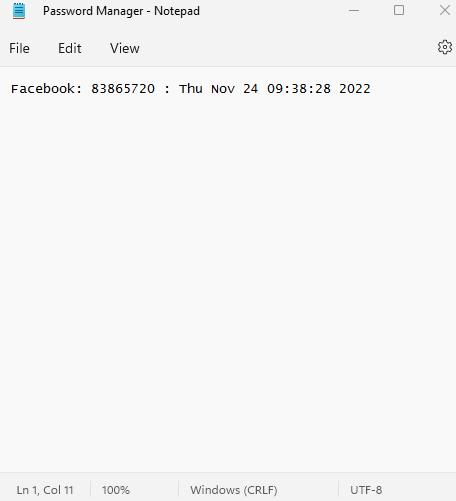 Password Manager - Notepad
File Edit View
Facebook: 83865720 : Thu Nov 24 09:38:28 2022
Ln 1, Col 11 100% Windows (CRLF) UTF-8